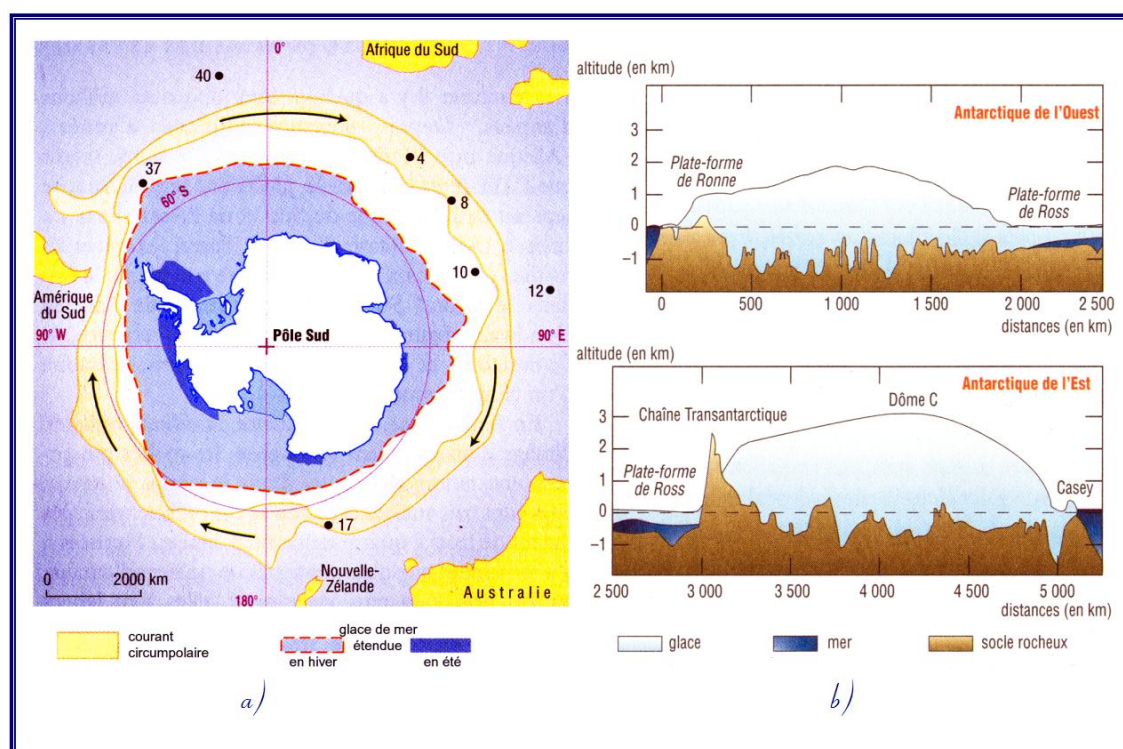 0°
Afrique du Sud
40
4
37
60° S
8
10
12
Amérique
du Sud
90° W
Pôle Sud
90° E
17
0
2000 km
Nouvelle-
Zélande
180°
Australie
courant
circumpolaire
glace de mer
étendue
en hiver
en été
a)
altitude (en km)
Antarctique de l'Ouest
3
2
1
0
–1
Plate-forme
de Ronne
Plate-forme
de Ross
0
500
1 000
1 500
2 000
2 500
distances (en km)
altitude (en km)
Antarctique de l'Est
Dôme C
Chaîne Transantarctique
3
2
1
0
–1
Plate-forme
de Ross
Casey
2 500
3 000
3 500
4 000
4 500
5 000
distances (en km)
glace
mer
socle rocheux
b)